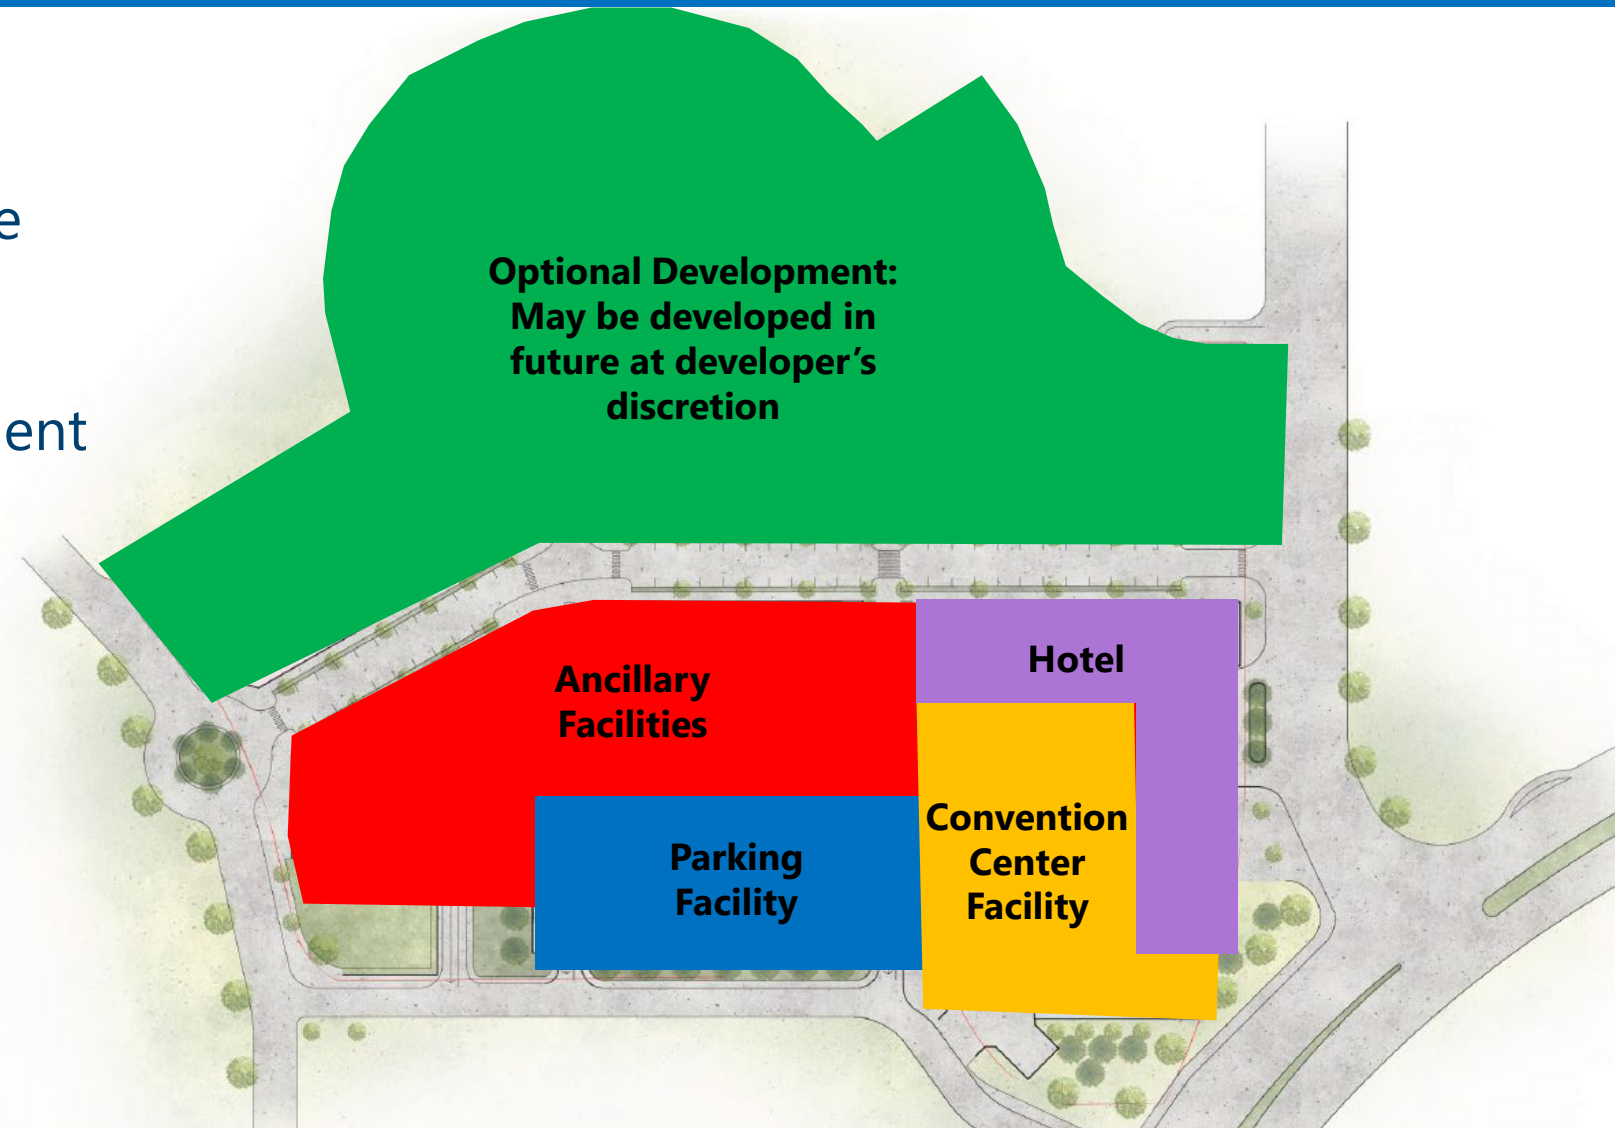 e
ent
Optional Development:
May be developed in
future at developer’s
discretion
Ancillary
Facilities
Hotel
Parking
Facility
Convention
Center
Facility